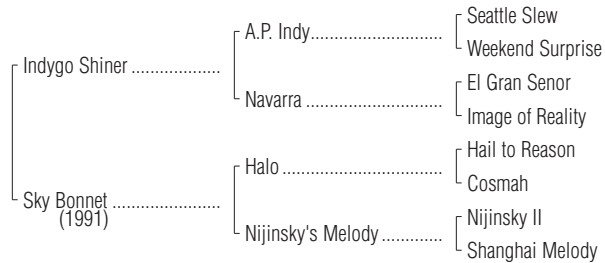 Seattle Slew
A.P. Indy..............................
Weekend Surprise
Indygo Shiner ....................
El Gran Senor
Navarra ...............................
Image of Reality
Hail to Reason
Halo ....................................
Cosmah
Sky Bonnet ........................
(1991)
Nijinsky II
Nijinsky's Melody .............
Shanghai Melody